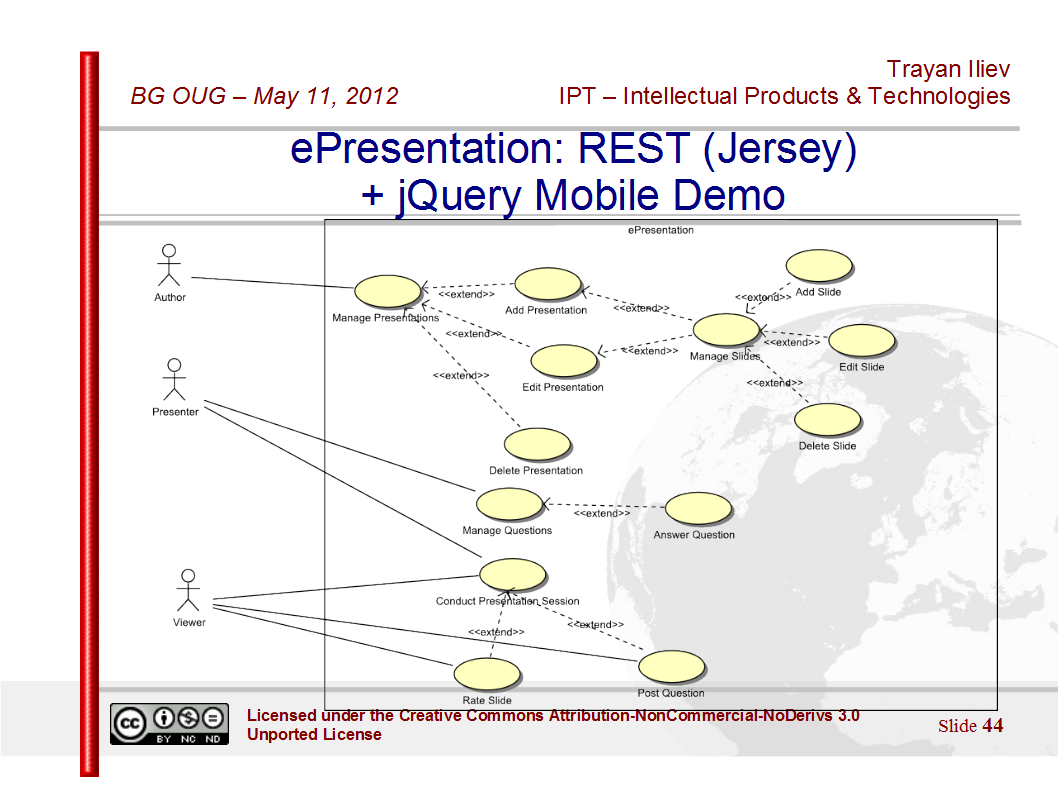 Trayan Iliev
BG OUG – May 11, 2012
IPT – Intellectual Products & Technologies
ePresentation: REST (Jersey)
+ jQuery Mobile Demo
ePresentation
Author
Manage Presentations
<<extend>>
Add Presentation
<<extend>>
<<extend>>
Add Slide
<<extend>>
Edit Presentation
<<extend>>
Manage Slides
<<extend>>
Edit Slide
<<extend>>
<<extend>>
Presenter
Delete Slide
Delete Presentation
Manage Questions
<<extend>>
Answer Question
Conduct Presentation Session
Viewer
<<extend>>
<<extend>>
Rate Slide
Post Question
cc
BY NC ND
Licensed under the Creative Commons Attribution-NonCommercial-NoDerivs 3.0
Unported License
Slide 44